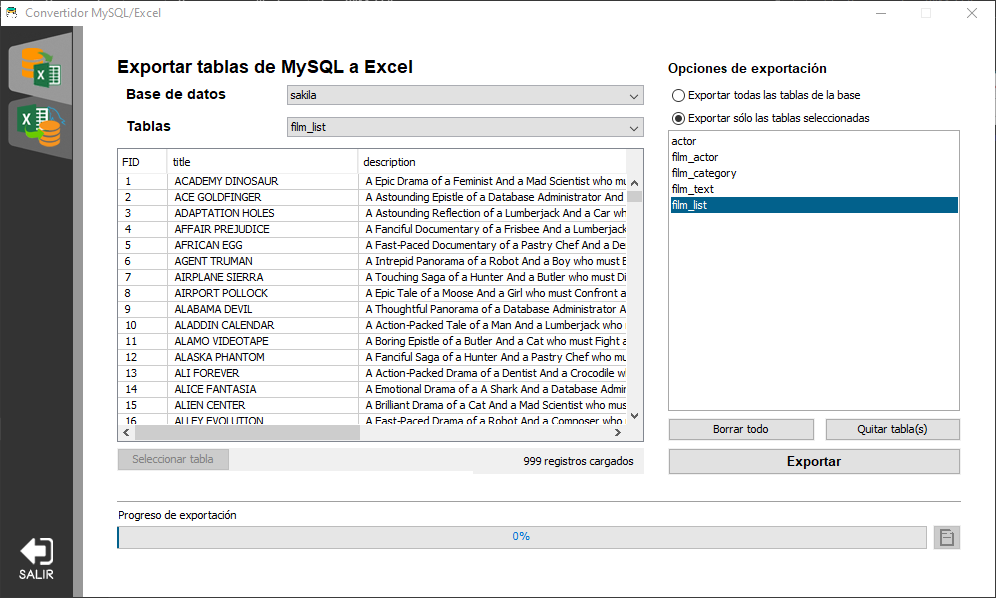 Convertidor MySQL/Excel
Exportar tablas de MySQL a Excel
Base de datos
sakila
Tablas
film_list
FID title description
1 ACADEMY DINOSAUR A Epic Drama of a Feminist And a Mad Scientist who mu
2 ACE GOLDFINGER A Astounding Epistle of a Database Administrator And
3 ADAPTATION HOLES A Astounding Reflection of a Lumberjack And a Car wh
4 AFFAIR PREJUDICE A Fanciful Documentary of a Frisbee And a Lumberjack
5 AFRICAN EGG A Fast-Paced Documentary of a Pastry Chef And a De
6 AGENT TRUMAN A Intrepid Panorama of a Robot And a Boy who must E
7 AIRPLANE SIERRA A Touching Saga of a Hunter And a Butler who must Di
8 AIRPORT POLLOCK A Epic Tale of a Moose And a Girl who must Confront a
9 ALABAMA DEVIL A Thoughtful Panorama of a Database Administrator A
10 ALADDIN CALENDAR A Action-Packed Tale of a Man And a Lumberjack who
11 ALAMO VIDEOTAPE A Boring Epistle of a Butler And a Cat who must Fight a
12 ALASKA PHANTOM A Fanciful Saga of a Hunter And a Pastry Chef who mu
13 ALI FOREVER A Action-Packed Drama of a Dentist And a Crocodile w
14 ALICE FANTASIA A Emotional Drama of a A Shark And a Database Admir
15 ALIEN CENTER A Brilliant Drama of a Cat And a Mad Scientist who mus
16 ALLEY EVOLUTION A Fast-Paced Drama of a Robot And a Composer who
Seleccionar tabla
999 registros cargados
Opciones de exportación
Exportar todas las tablas de la base
Exportar sólo las tablas seleccionadas
actor
film_actor
film_category
film_text
film_list
Borrar todo
Quitar tabla(s)
Exportar
Progreso de exportación
0%
SALIR